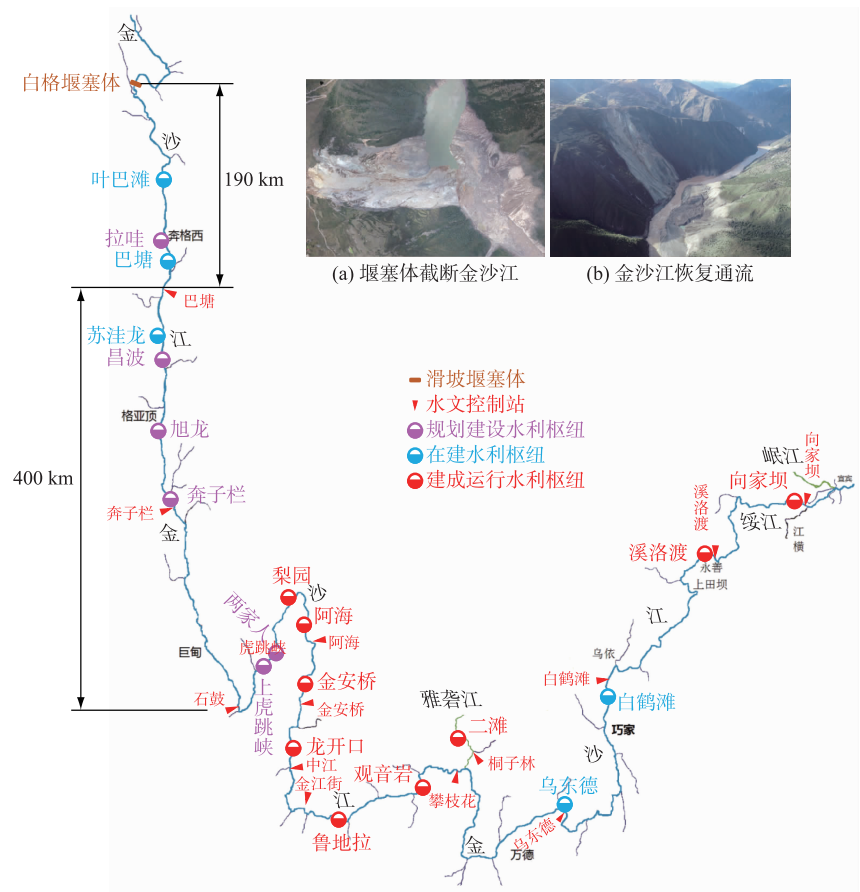 金
白格堰塞体
沙
叶巴滩
190 km
拉哇
奔格西
巴塘
(a) 堰塞体截断金沙江
(b) 金沙江恢复通流
巴塘
苏洼龙
江
昌波
滑坡堰塞体
水文控制站
规划建设水利枢纽
在建水利枢纽
建成运行水利枢纽
格亚顶
旭龙
400 km
奔子栏
奔子栏
金
岷江
向家坝
向家坝
宜宾
溪洛渡
绥江
江横
溪洛渡
永善
上田坝
梨园
沙
两家人
阿海
阿海
虎跳峡
巨甸
江
乌依
上虎跳峡
金安桥
金安桥
石鼓
白鹤滩
白鹤滩
雅砻江
二滩
巧家
龙开口
中江
桐子林
沙
金江街
观音岩
攀枝花
乌东德
江
鲁地拉
金
乌东德
万德